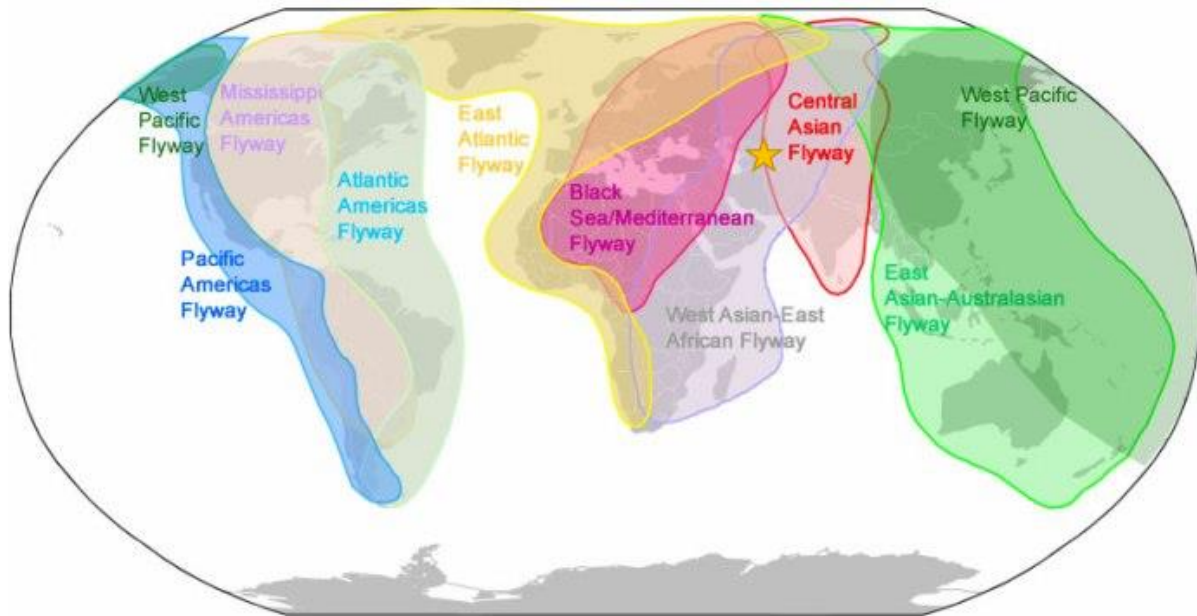 West
Pacific
Flyway
Mississippi
Americas
Flyway
Pacific
Americas
Flyway
Atlantic
Americas
Flyway
East
Atlantic
Flyway
Black
Sea/Mediterranean
Flyway
West Asian-East
African Flyway
Central
Asian
Flyway
East
Asian-Australasian
Flyway
West Pacific
Flyway